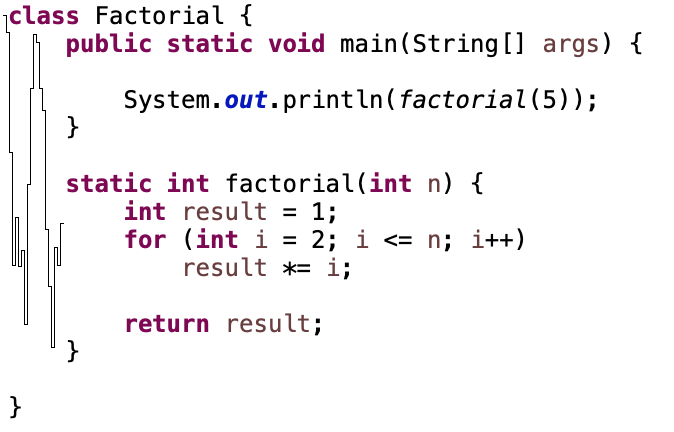 class Factorial {
    public static void main(String[] args) {

        System.out.println(factorial(5));
    }

    static int factorial(int n) {
        int result = 1;
        for (int i = 2; i <= n; i++)
            result *= i;

        return result;
    }

}